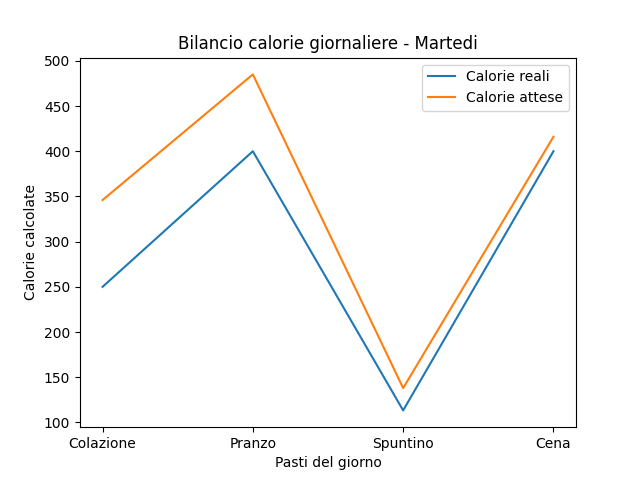 Bilancio calorie giornaliere - Martedi
Calorie reali
Calorie attese
500
450
400
350
300
250
200
150
100
Calorie calcolate
Colazione Pranzo Spuntino Cena
Pasti del giorno